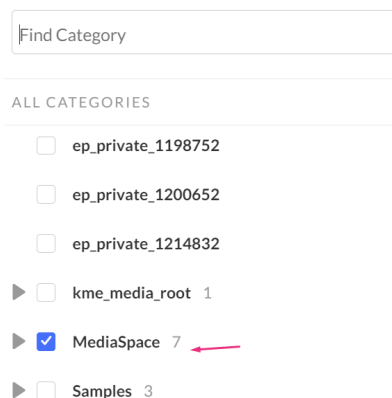 Find Category
ALL CATEGORIES
ep_private_1198752
ep_private_1200652
ep_private_1214832
kme_media_root 1
MediaSpace 7
Samples 3